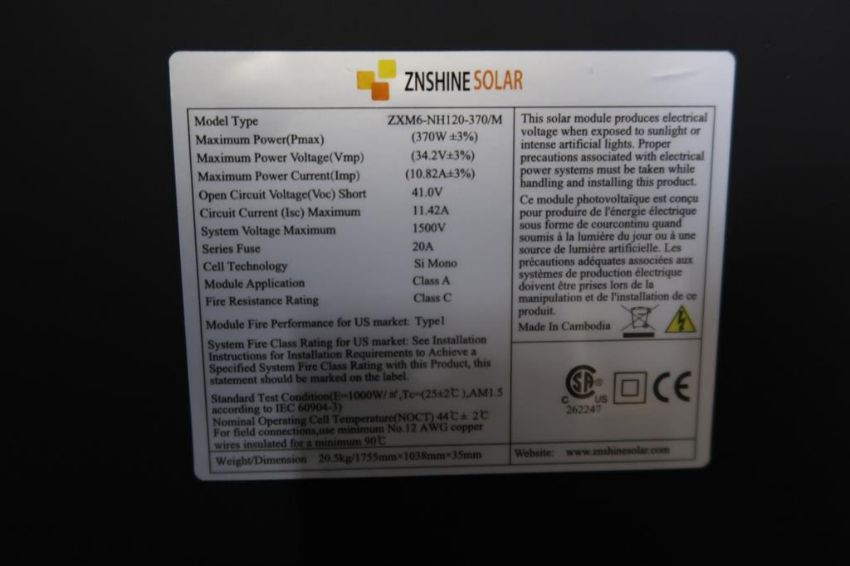 ZNSHINE SOLAR
Model Type ZXM6-NH120-370/M
Maximum Power(Pmax) (370W ±3%)
Maximum Power Voltage(Vmp) (34.2V±3%)
Maximum Power Current(Imp) (10.82A±3%)
Open Circuit Voltage(Voc) Short 41.0V
Circuit Current (Isc) Maximum 11.42A
System Voltage Maximum 1500V
Series Fuse 20A
Cell Technology Si Mono
Module Application Class A
Fire Resistance Rating Class C
Module Fire Performance for US market: Type1
System Fire Class Rating for US market: See Installation
Instructions for Installation Requirements to Achieve a
Specified System Fire Class Rating with this Product, this
statement should be marked on the label.
Standard Test Condition(E=1000W/㎡,Tc=(25±2℃),AM1.5
according to IEC 60904-3)
Nominal Operating Cell Temperature(NOCT) 44℃± 2℃
For field connections,use minimum No.12 AWG copper
wires insulated for a minimum 90℃
Weight/Dimension 20.5kg/1755mm×1038mm×35mm
This solar module produces electrical
voltage when exposed to sunlight or
intense artificial lights. Proper
precautions associated with electrical
power systems must be taken while
handling and installing this product.
Ce module photovoltaïque est conçu
pour produire de l'énergie électrique
sous forme de courcontinu quand
soumis à la lumière du jour ou à une
source de lumière artificielle. Les
précautions adéquates associées aux
systèmes de production électrique
doivent être prises lors de la
manipulation et de l'installation de ce
produit.
Made In Cambodia
CSA ®
C US
262247
CE
Website: www.znshinesolar.com